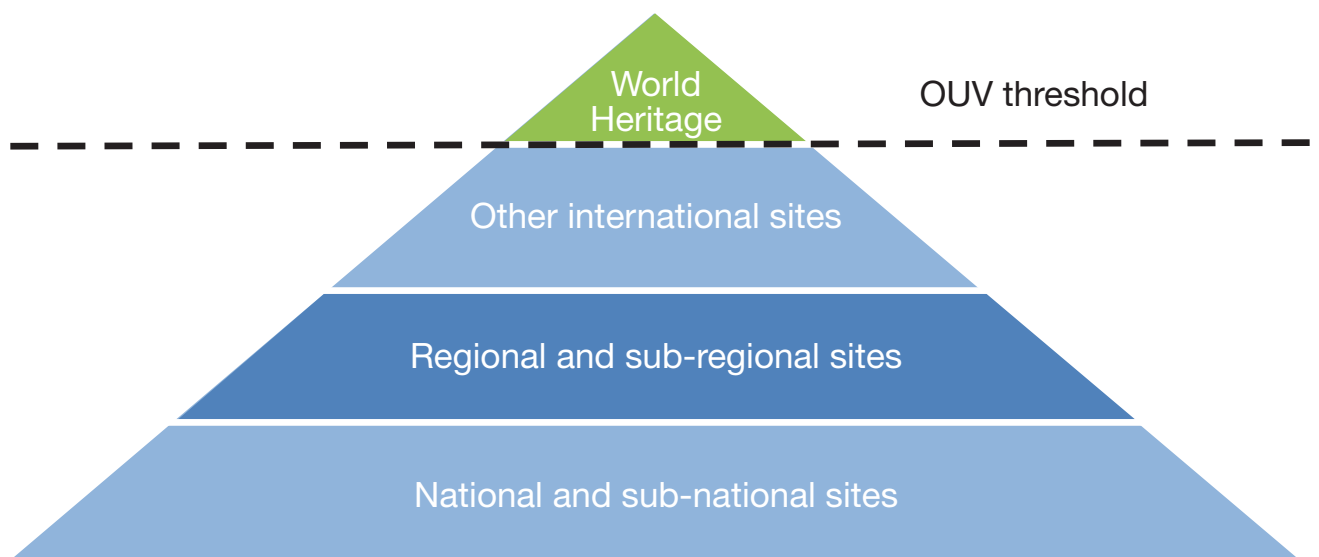 World
Heritage
OUV threshold
Other international sites
Regional and sub-regional sites
National and sub-national sites